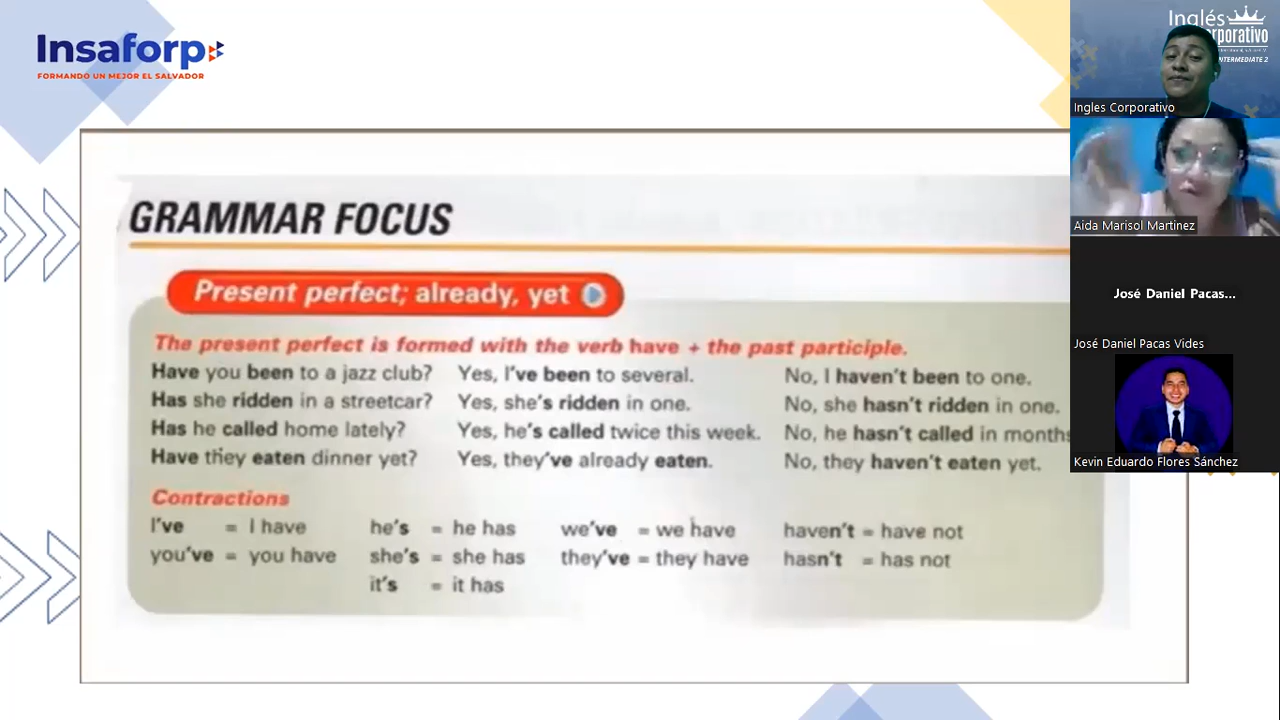 Insaforp
FORMANDO UN MEJOR EL SALVADOR
GRAMMAR FOCUS
Present perfect; already, yet
The present perfect is formed with the verb have + the past participle.
Have you been to a jazz club? Yes, I've been to several. No, I haven't been to one.
Has she ridden in a streetcar? Yes, she's ridden in one. No, she hasn't ridden in one.
Has he called home lately? Yes, he's called twice this week. No, he hasn't called in months
Have they eaten dinner yet? Yes, they've already eaten. No, they haven't eaten yet.
Contractions
I've = I have he's = he has we've = we have haven't = have not
you've = you have she's = she has they've = they have hasn't = has not
it's = it has
Inglés
INTERMEDIATE 2
Ingles Corporativo
Aida Marisol Martinez
José Daniel Pacas...
José Daniel Pacas Vides
Kevin Eduardo Flores Sánchez